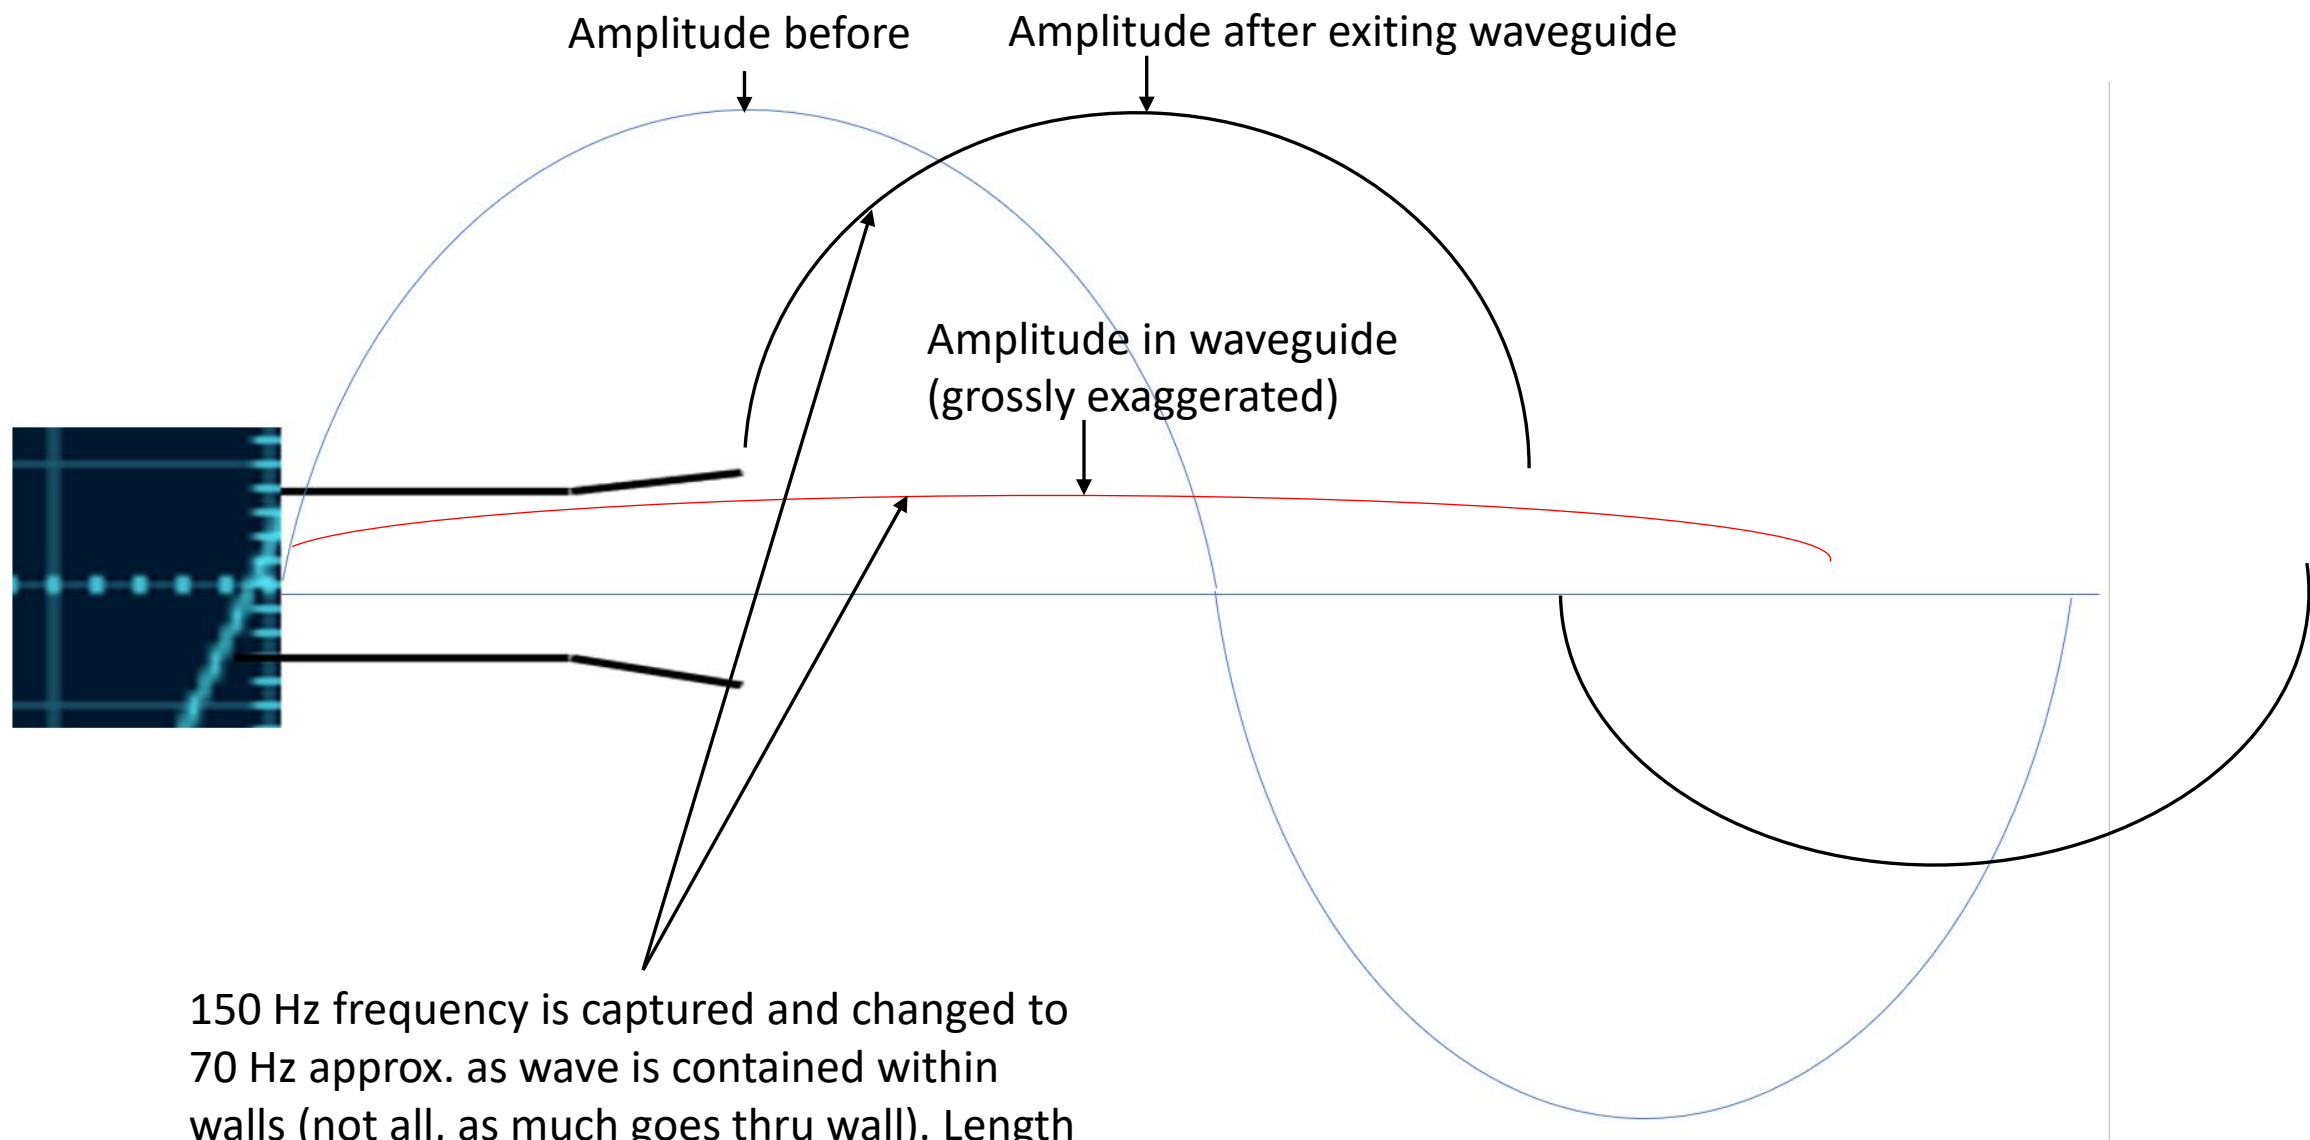 Amplitude before
Amplitude after exiting waveguide
Amplitude in waveguide
(grossly exaggerated)
150 Hz frequency is captured and changed to
70 Hz approx. as wave is contained within
walls (not all, as much goes thru wall). Length